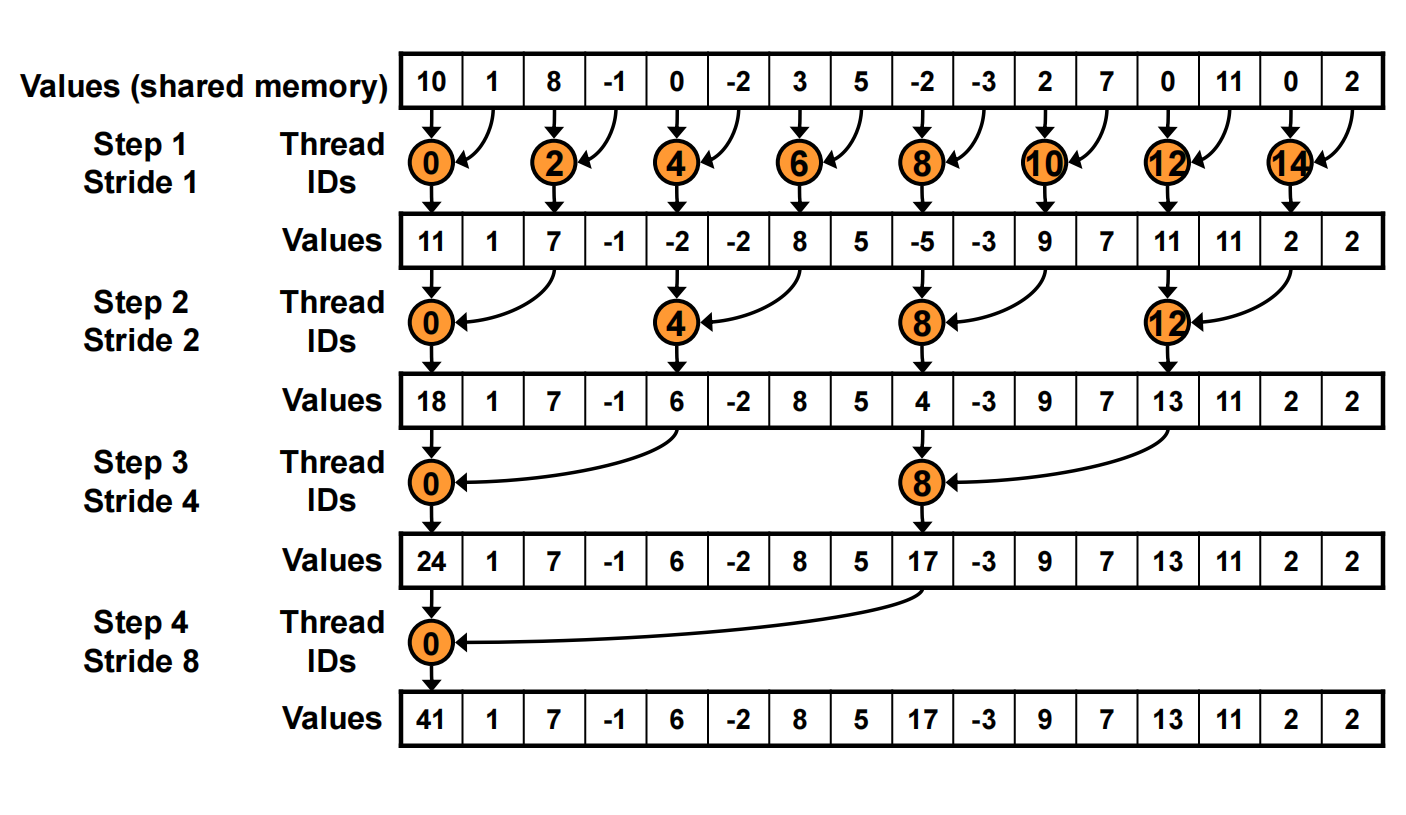 Values (shared memory) 10 1 8 -1 0 -2 3 5 -2 -3 2 7 0 11 0 2
Step 1 Thread
Stride 1 IDs
0 2 4 6 8 10 12 14
Values 11 1 7 -1 -2 -2 8 5 -5 -3 9 7 11 11 2 2
Step 2 Thread
Stride 2 IDs
0 4 8 12
Values 18 1 7 -1 6 -2 8 5 4 -3 9 7 13 11 2 2
Step 3 Thread
Stride 4 IDs
0 8
Values 24 1 7 -1 6 -2 8 5 17 -3 9 7 13 11 2 2
Step 4 Thread
Stride 8 IDs
0
Values 41 1 7 -1 6 -2 8 5 17 -3 9 7 13 11 2 2